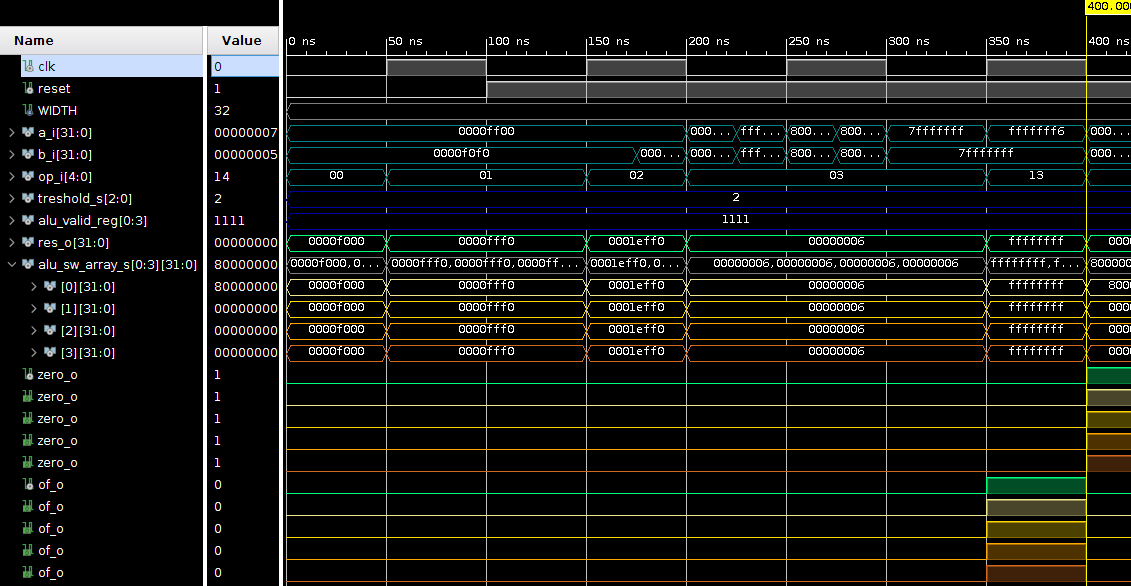 400.00
Name Value 0 ns 50 ns 100 ns 150 ns 200 ns 250 ns 300 ns 350 ns 400 ns
clk 0
reset 1
WIDTH 32
a_i[31:0] 00000007 0000ff00 000... fff... 800... 800... 7fffffff fffffff6 000...
b_i[31:0] 00000005 0000f0f0 000... 000... fff... 800... 800... 7fffffff 000...
op_i[4:0] 14 00 01 02 03 13
treshold_s[2:0] 2 2
alu_valid_reg[0:3] 1111 1111
res_o[31:0] 00000000 0000f000 0000fff0 0001eff0 00000006 ffffffff 0000
alu_sw_array_s[0:3][31:0] 80000000 0000f000,0... 0000fff0,0000fff0,0000ff... 0001eff0,0... 00000006,00000006,00000006,00000006 ffffffff,f... 800000
[0][31:0] 80000000 0000f000 0000fff0 0001eff0 00000006 ffffffff 800
[1][31:0] 00000000 0000f000 0000fff0 0001eff0 00000006 ffffffff 0000
[2][31:0] 00000000 0000f000 0000fff0 0001eff0 00000006 ffffffff 0000
[3][31:0] 00000000 0000f000 0000fff0 0001eff0 00000006 ffffffff 0000
zero_o 1
zero_o 1
zero_o 1
zero_o 1
zero_o 1
of_o 0
of_o 0
of_o 0
of_o 0
of_o 0